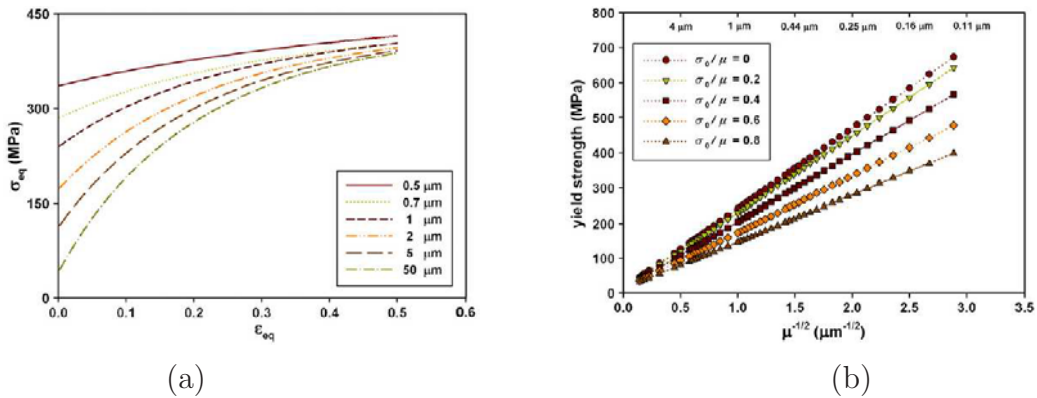 450
300
150
0
σeq (MPa)
0.5 μm
0.7 μm
1 μm
2 μm
5 μm
50 μm
0.0 0.1 0.2 0.3 0.4 0.5 0.6
εeq
(a)
4 μm 1 μm 0.44 μm 0.25 μm 0.16 μm 0.11 μm
800
700
600
500
400
300
200
100
0
yield strength (MPa)
σ0/μ = 0
σ0/μ = 0.2
σ0/μ = 0.4
σ0/μ = 0.6
σ0/μ = 0.8
0.0 0.5 1.0 1.5 2.0 2.5 3.0 3.5
μ-1/2 (μm-1/2)
(b)